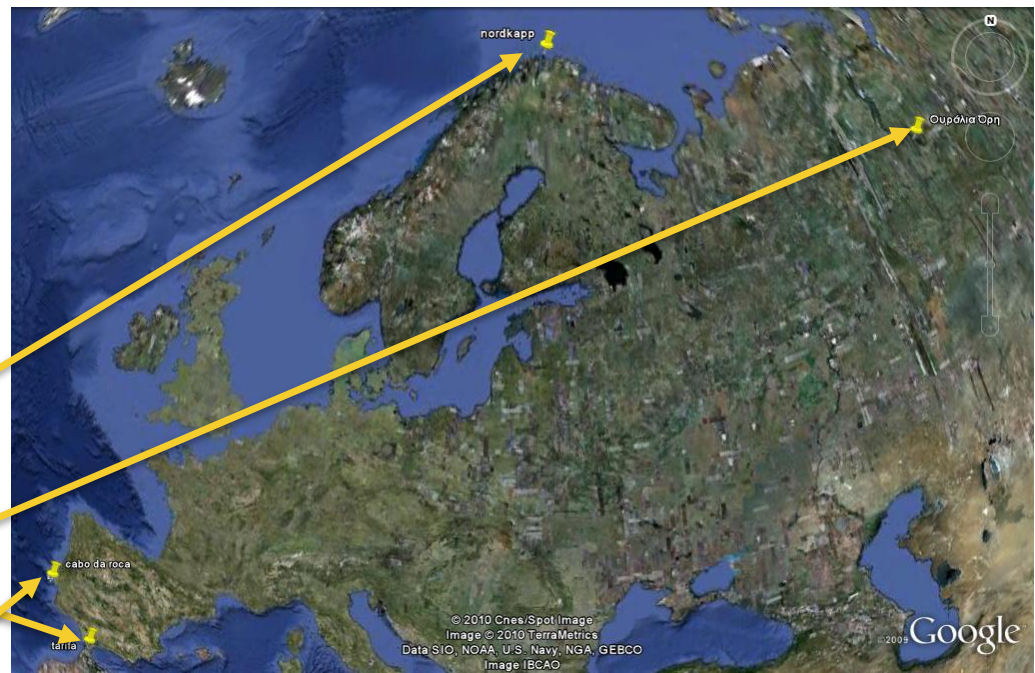 nordkapp
N
Ουράλια Όρη
cabo da roca
tarifa
© 2010 Cnes/Spot Image
Image © 2010 TerraMetrics
Data SIO, NOAA, U.S. Navy, NGA, GEBCO
Image IBCAO
©2009 Google